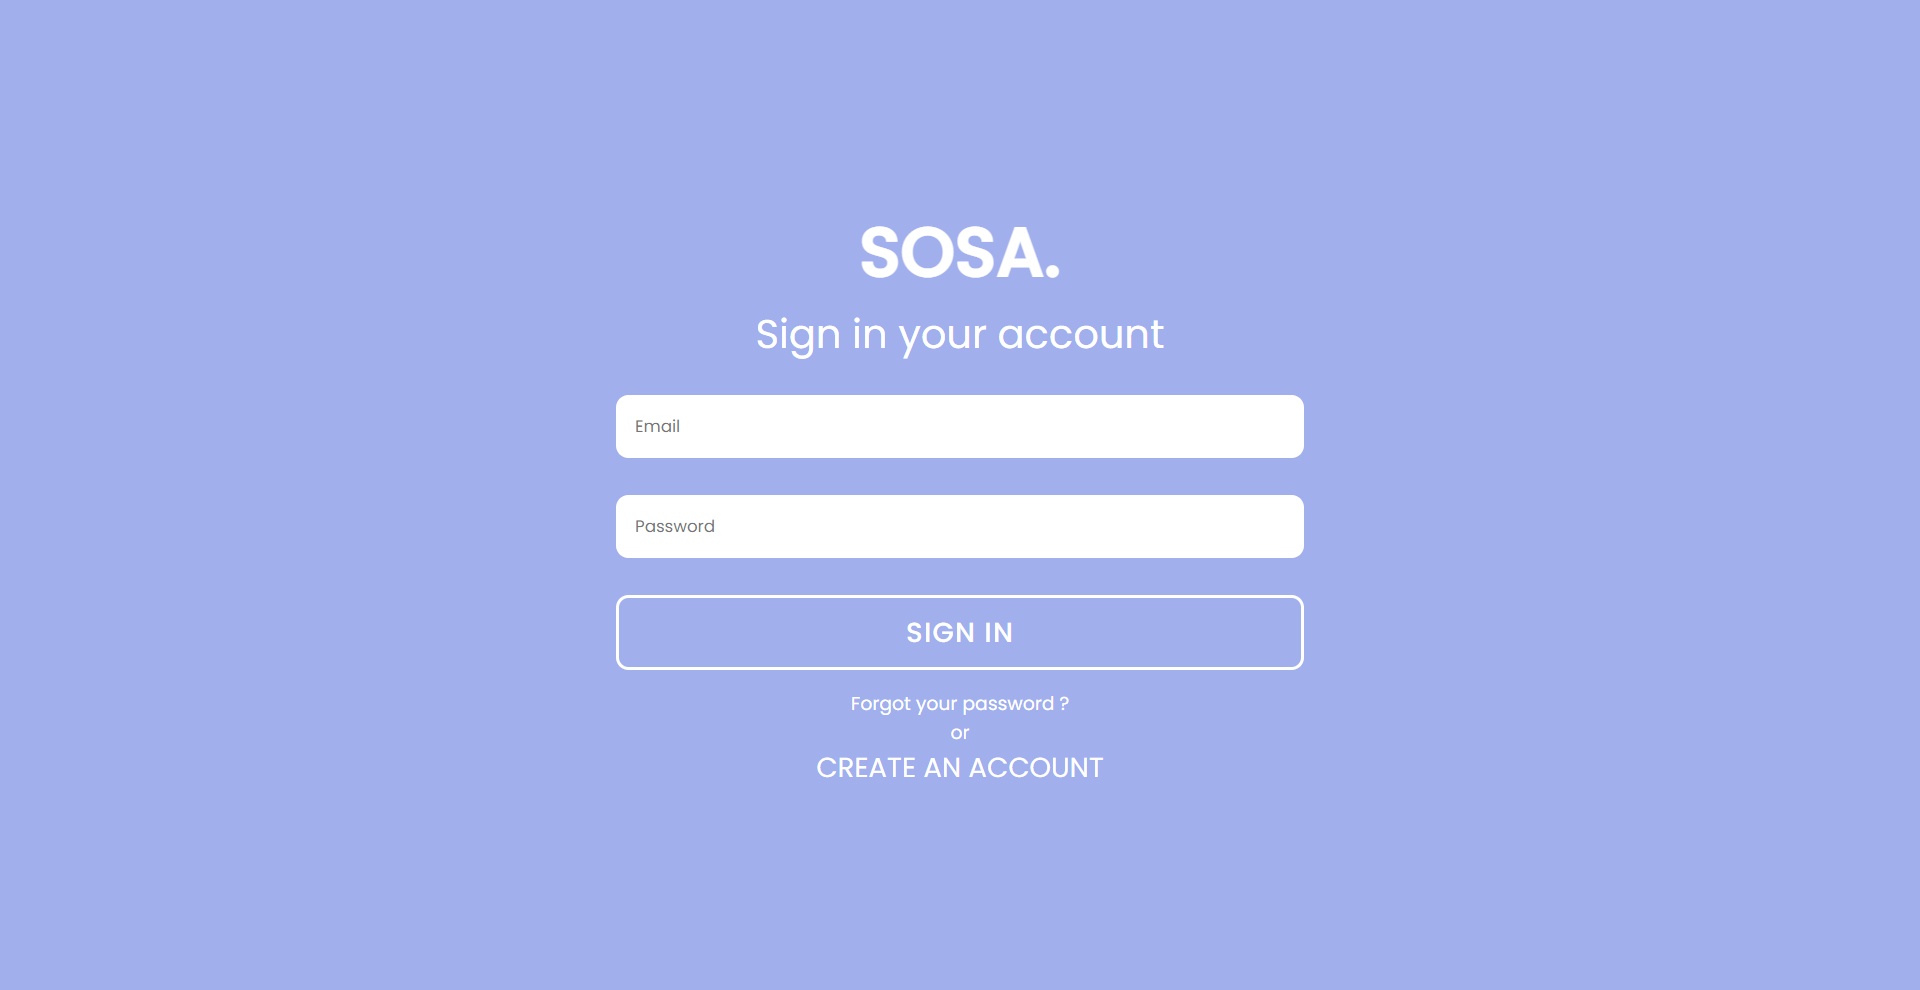 SOSA.
Sign in your account
Email
Password
SIGN IN
Forgot your password ?
or
CREATE AN ACCOUNT